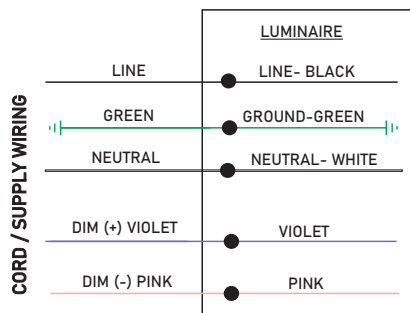 LUMINAIRE
LINE LINE- BLACK
GREEN GROUND-GREEN
NEUTRAL NEUTRAL- WHITE
DIM (+) VIOLET VIOLET
DIM (-) PINK PINK
CORD / SUPPLY WIRING